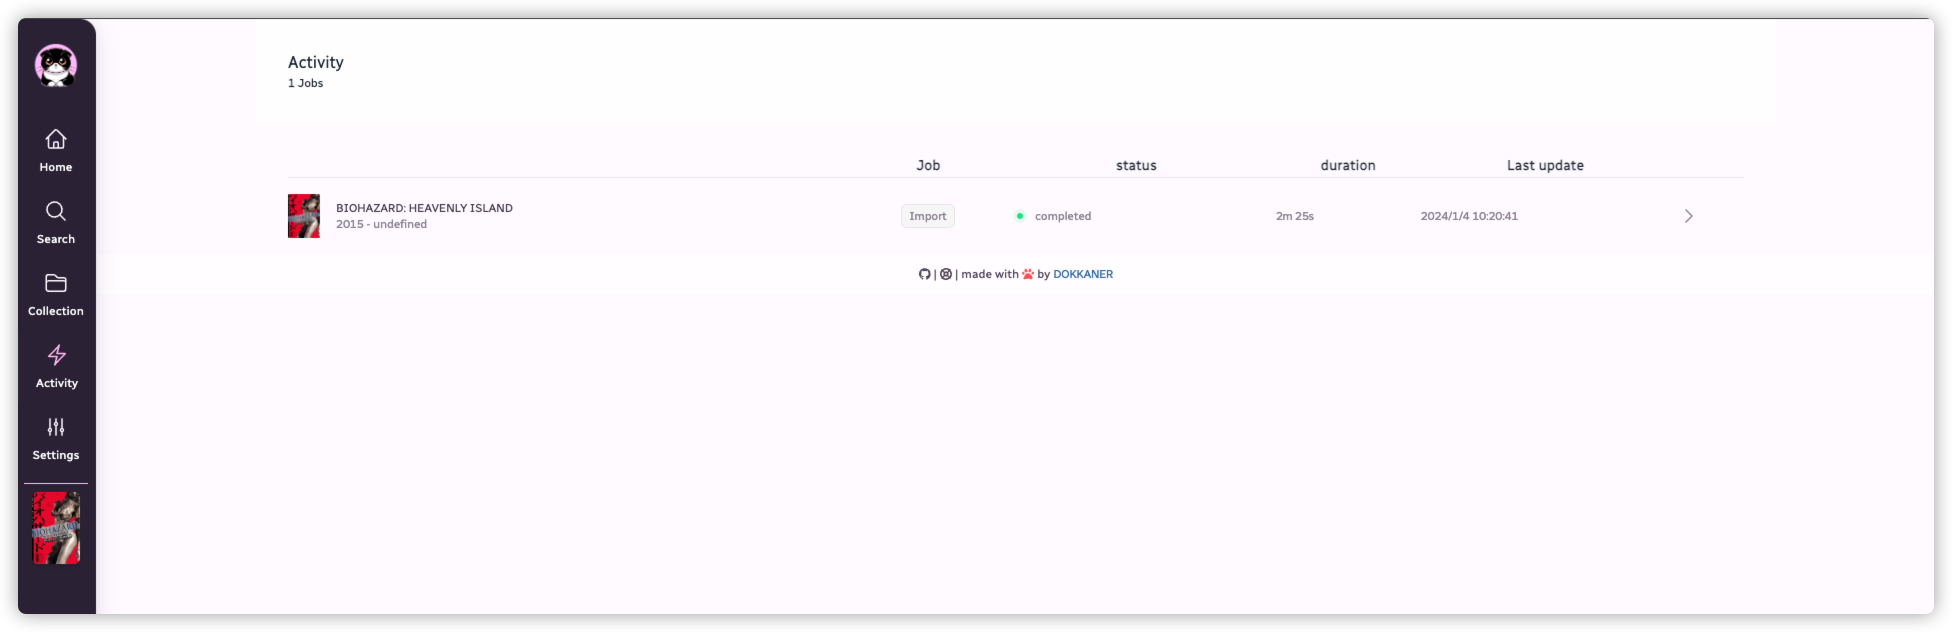 Activity
1 Jobs
Home
Search
Collection
Activity
Settings
Job status duration Last update
BIOHAZARD: HEAVENLY ISLAND
2015 - undefined
Import completed 2m 25s 2024/1/4 10:20:41
| | made with by DOKKANER